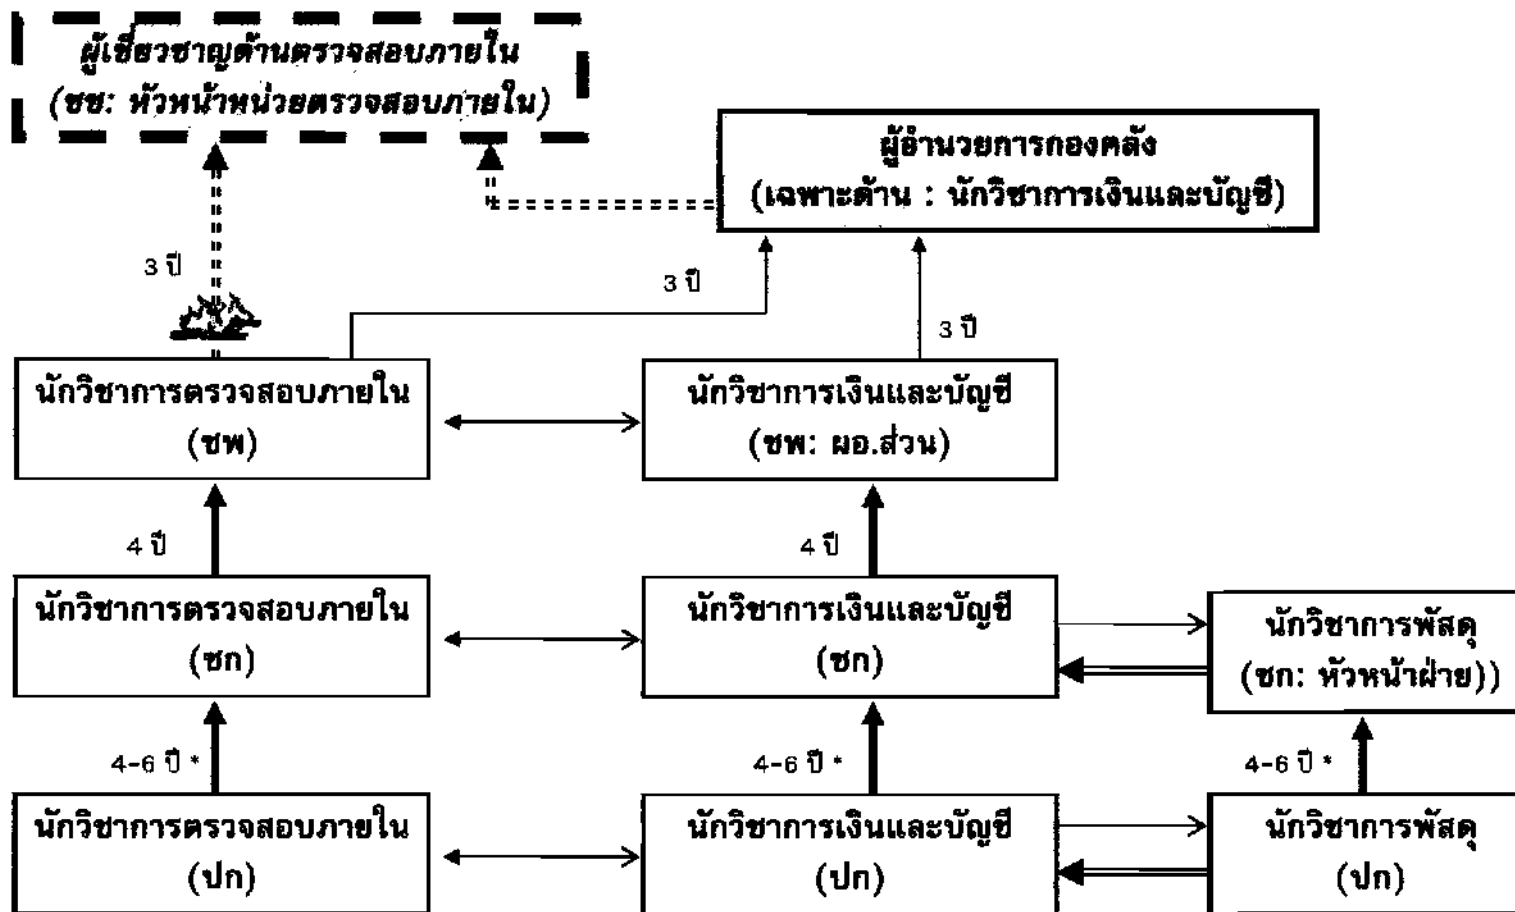 ผู้เชี่ยวชาญด้านตรวจสอบภายใน
(ชช: หัวหน้าหน่วยตรวจสอบภายใน)
ผู้อำนวยการกองคลัง
(เฉพาะด้าน : นักวิชาการเงินและบัญชี)
3 ปี
3 ปี
3 ปี
นักวิชาการตรวจสอบภายใน
(ชพ)
นักวิชาการเงินและบัญชี
(ชพ: ผอ.ส่วน)
4 ปี
4 ปี
นักวิชาการตรวจสอบภายใน
(ชก)
นักวิชาการเงินและบัญชี
(ชก)
นักวิชาการพัสดุ
(ชก: หัวหน้าฝ่าย))
4-6 ปี *
4-6 ปี *
4-6 ปี *
นักวิชาการตรวจสอบภายใน
(ปก)
นักวิชาการเงินและบัญชี
(ปก)
นักวิชาการพัสดุ
(ปก)